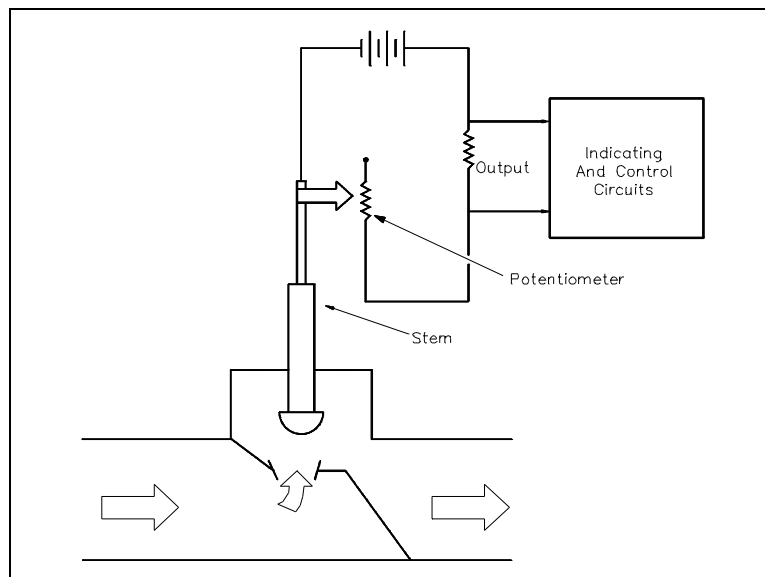 Indicating
And Control
Circuits
Output
Potentiometer
Stem